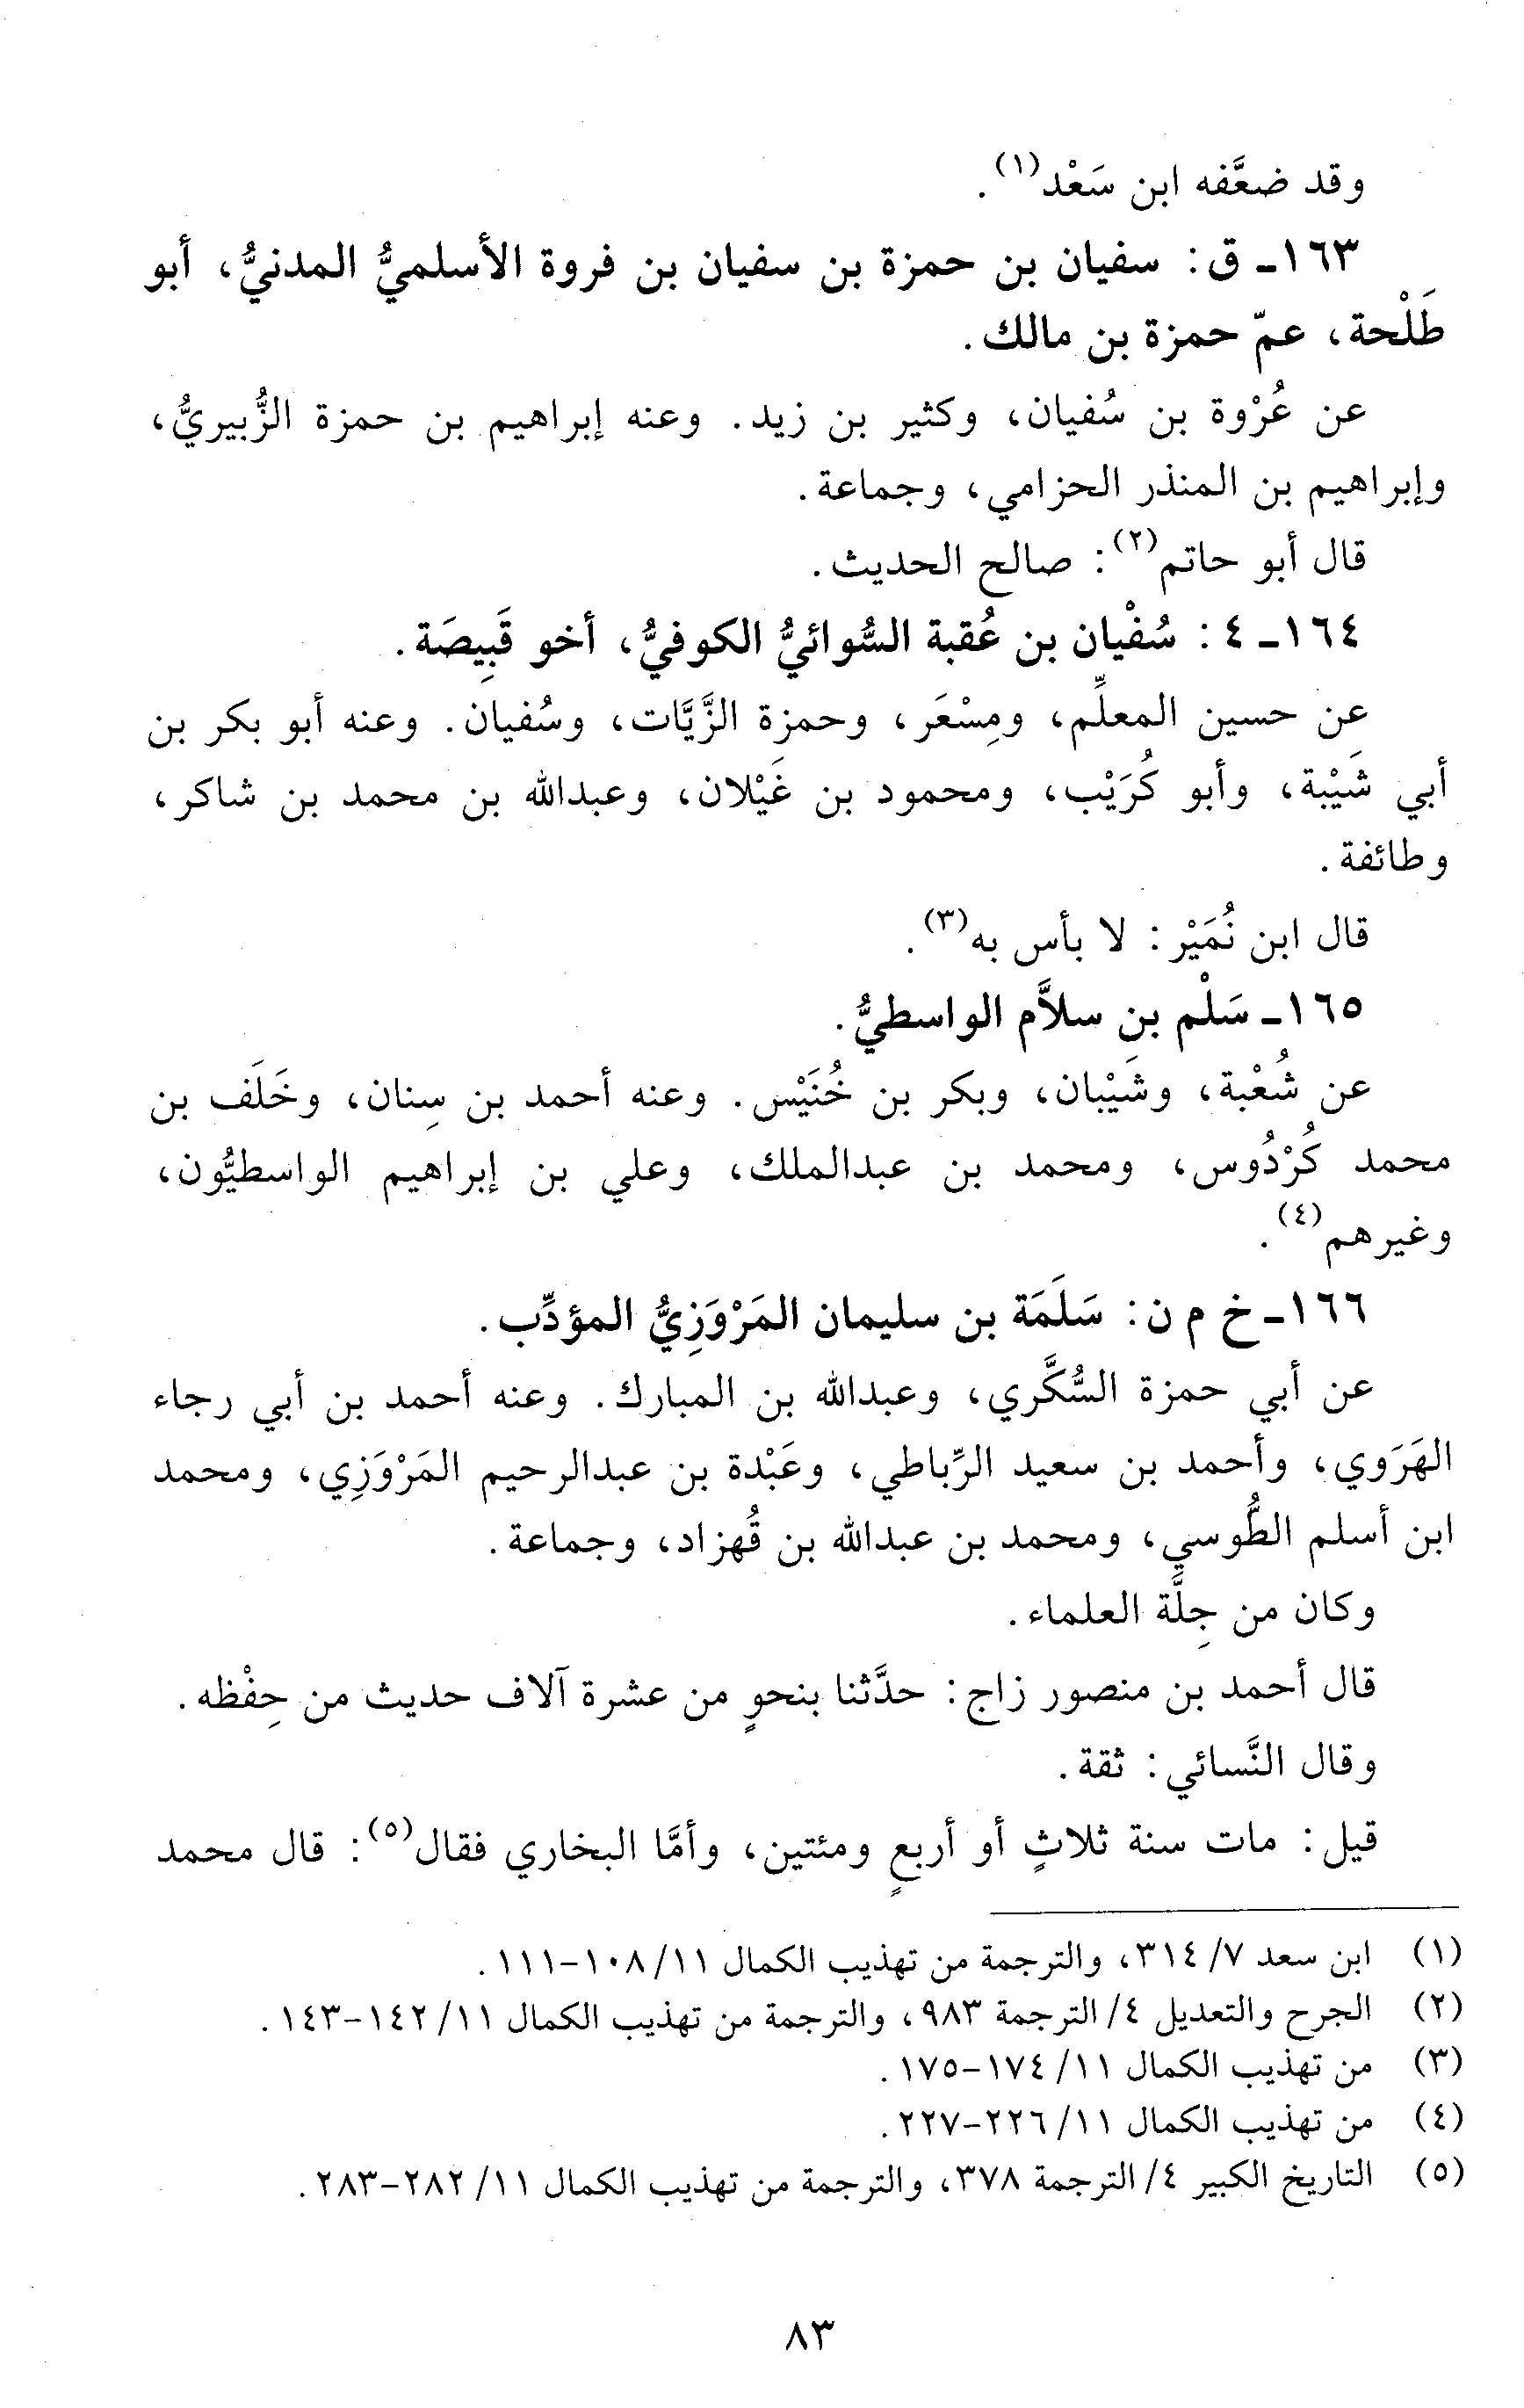 وقد ضعَّفه ابن سَعْد(١).
١٦٣ـ ق: سفيان بن حمزة بن سفيان بن فروة الأسلميُّ المدنيُّ، أبو
طَلْحة، عمّ حمزة بن مالك.
عن عُرْوة بن سُفيان، وكثير بن زيد. وعنه إبراهيم بن حمزة الزُّبيريُّ،
وإبراهيم بن المنذر الحزامي، وجماعة.
قال أبو حاتم(٢): صالح الحديث.
١٦٤ـ ٤: سُفْيان بن عُقبة السُّوائيُّ الكوفيُّ، أخو قَبِيصَة.
عن حسين المعلِّم، ومِسْعَر، وحمزة الزَّيَّات، وسُفيان. وعنه أبو بكر بن
أبي شَيْبة، وأبو كُرَيْب، ومحمود بن غَيْلان، وعبدالله بن محمد بن شاكر،
وطائفة.
قال ابن نُمَيْر: لا بأس به(٣).
١٦٥ـ سَلْم بن سلاَّم الواسطيُّ.
عن شُعْبة، وشَيْبان، وبكر بن خُنَيْس. وعنه أحمد بن سِنان، وخَلَف بن
محمد كُرْدُوس، ومحمد بن عبدالملك، وعلي بن إبراهيم الواسطيُّون،
وغيرهم(٤).
١٦٦ـ خ م ن: سَلَمَة بن سليمان المَرْوَزِيُّ المؤدِّب.
عن أبي حمزة السُّكَّري، وعبدالله بن المبارك. وعنه أحمد بن أبي رجاء
الهَرَوي، وأحمد بن سعيد الرِّباطي، وعَبْدة بن عبدالرحيم المَرْوَزِي، ومحمد
ابن أسلم الطُّوسي، ومحمد بن عبدالله بن قُهزاد، وجماعة.
وكان من جِلَّة العلماء.
قال أحمد بن منصور زاج: حدَّثنا بنحوٍ من عشرة آلاف حديث من حِفْظه.
وقال النَّسائي: ثقة.
قيل: مات سنة ثلاثٍ أو أربعٍ ومئتين، وأمَّا البخاري فقال(٥): قال محمد
(١) ابن سعد ٧/ ٣١٤، والترجمة من تهذيب الكمال ١١/ ١٠٨-١١١.
(٢) الجرح والتعديل ٤/ الترجمة ٩٨٣، والترجمة من تهذيب الكمال ١١/ ١٤٢-١٤٣.
(٣) من تهذيب الكمال ١١/ ١٧٤-١٧٥.
(٤) من تهذيب الكمال ١١/ ٢٢٦-٢٢٧.
(٥) التاريخ الكبير ٤/ الترجمة ٣٧٨، والترجمة من تهذيب الكمال ١١/ ٢٨٢-٢٨٣.
٨٣